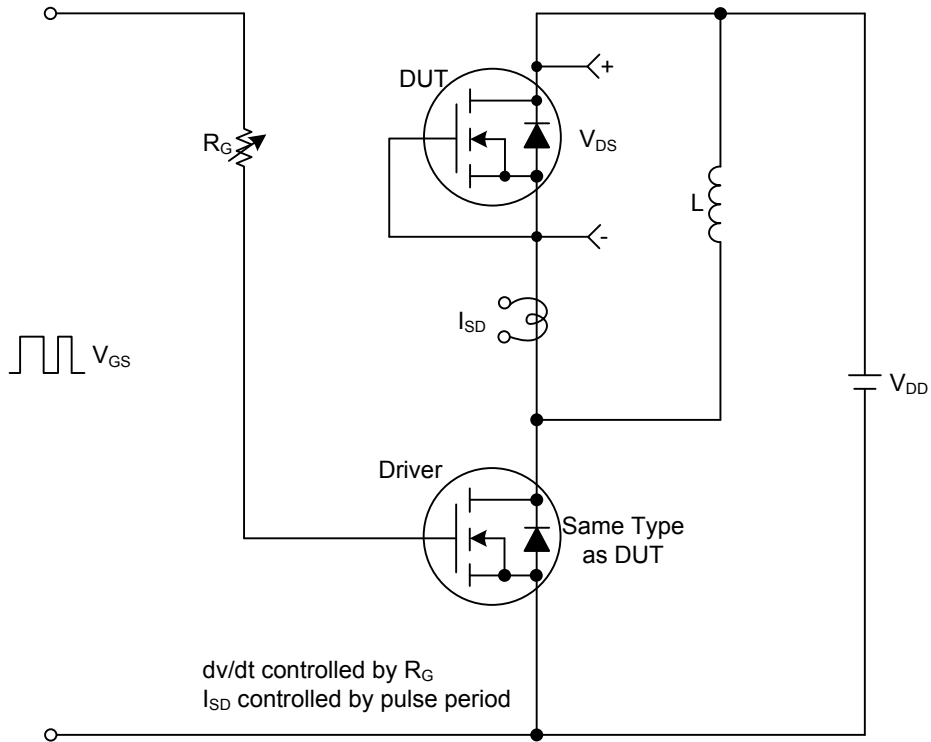 DUT
+
R_G
V_DS
L
-
I_SD
V_GS
V_DD
Driver
Same Type
as DUT
dv/dt controlled by R_G
I_SD controlled by pulse period